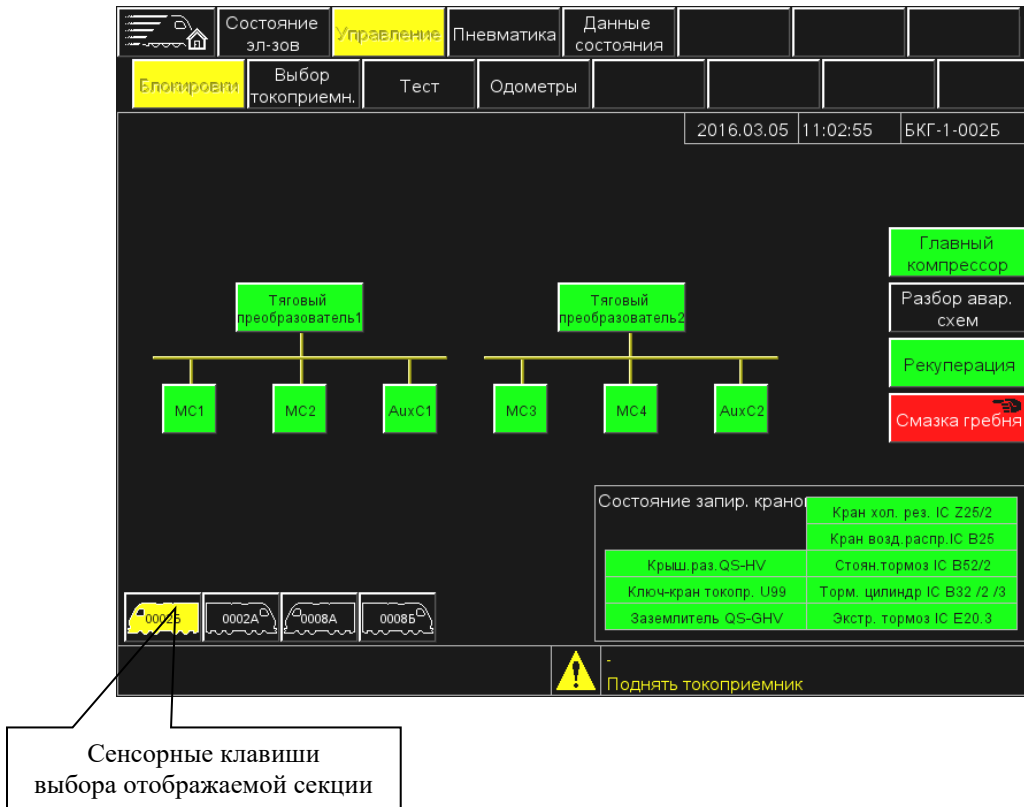 Состояние
эл-зов
Управление
Пневматика
Данные
состояния
Блокировки
Выбор
токоприемн.
Тест
Одометры
2016.03.05
11:02:55
БКГ-1-002Б
Главный
компрессор
Тяговый
преобразователь1
Тяговый
преобразователь2
Разбор авар.
схем
Рекуперация
МС1
МС2
AuxC1
МС3
МС4
AuxC2
Смазка гребня
Состояние запир. крано
Кран хол. рез. IC Z25/2
Кран возд.распр.IC B25
Крыш.раз.QS-HV
Стоян.тормоз IC B52/2
Ключ-кран токопр. U99
Торм. цилиндр IC B32 /2 /3
Заземлитель QS-GHV
Экстр. тормоз IC E20.3
0002Б
0002А
0008А
0008Б
-
Поднять токоприемник
Сенсорные клавиши
выбора отображаемой секции